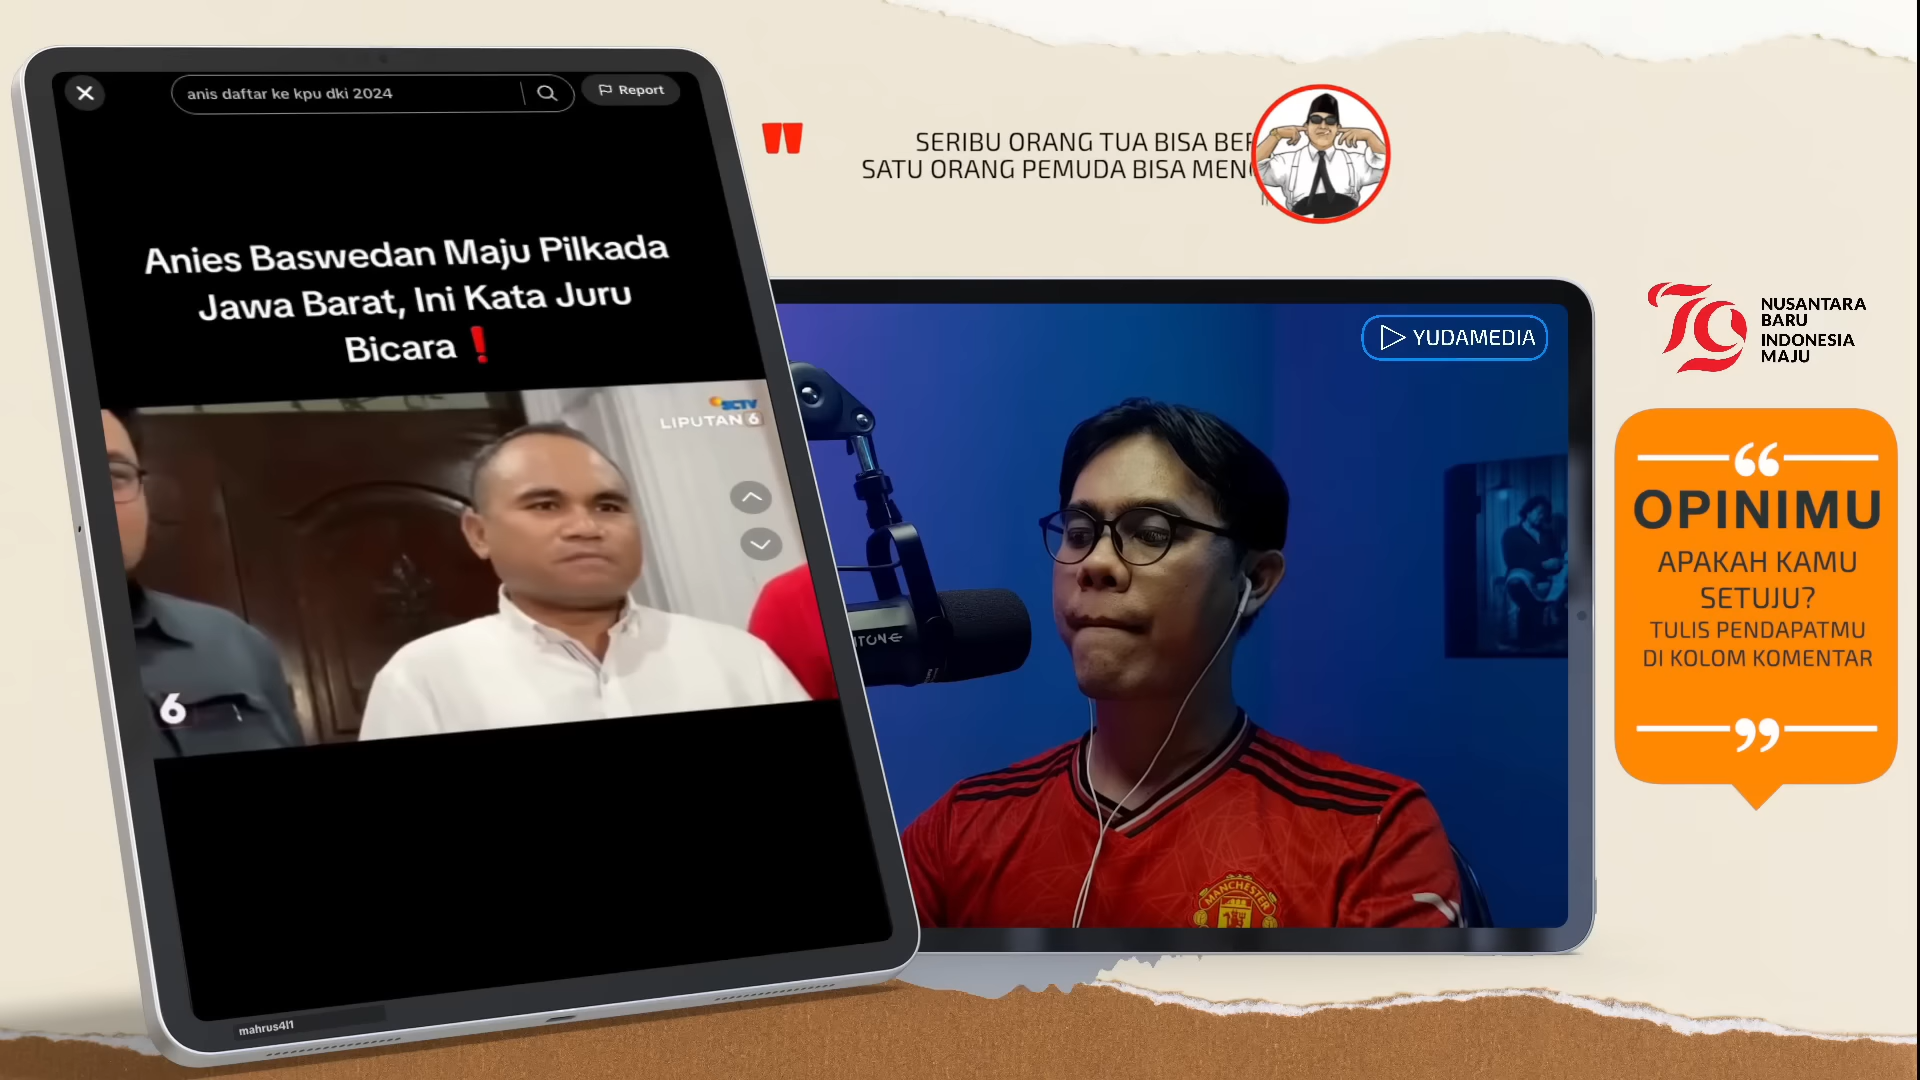 anis daftar ke kpu dki 2024
Report
Anies Baswedan Maju Pilkada
Jawa Barat, Ini Kata Juru
Bicara❗
SCTV
LIPUTAN 6
6
mahrus4l1
"
SERIBU ORANG TUA BISA
SATU ORANG PEMUDA BISA
YUDAMEDIA
MANCHESTER
79
NUSANTARA
BARU
INDONESIA
MAJU
“
OPINIMU
APAKAH KAMU
SETUJU?
TULIS PENDAPATMU
DI KOLOM KOMENTAR
”